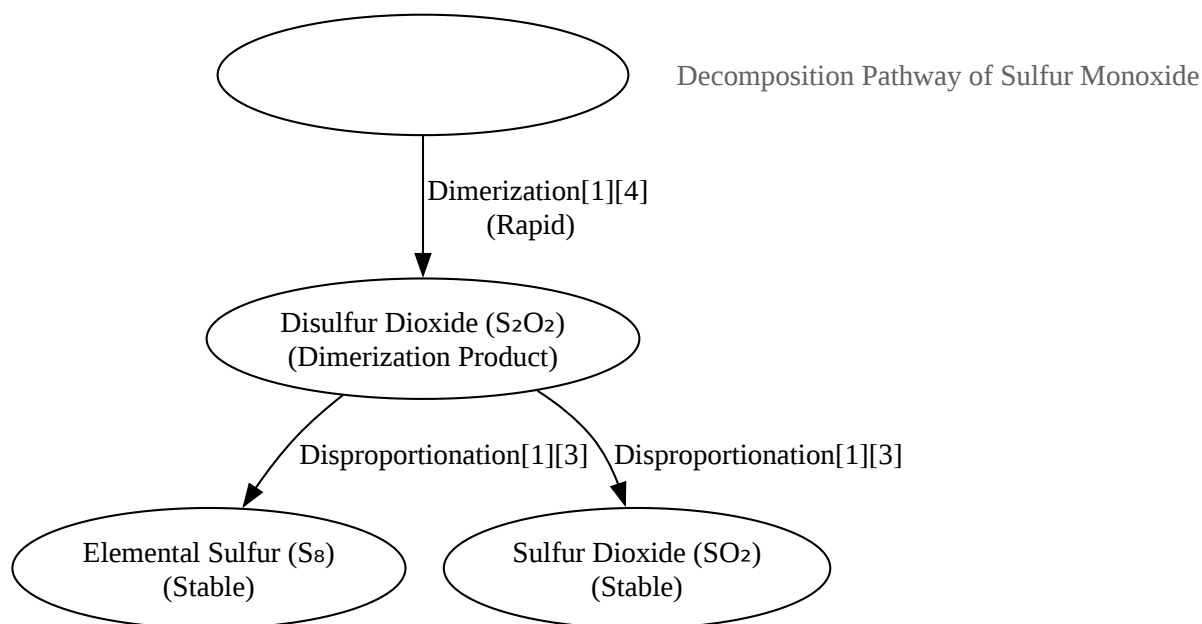 Decomposition Pathway of Sulfur Monoxide
Dimerization[1][4]
(Rapid)
Disulfur Dioxide (S₂O₂)
(Dimerization Product)
Disproportionation[1][3]
Disproportionation[1][3]
Elemental Sulfur (S₈)
(Stable)
Sulfur Dioxide (SO₂)
(Stable)